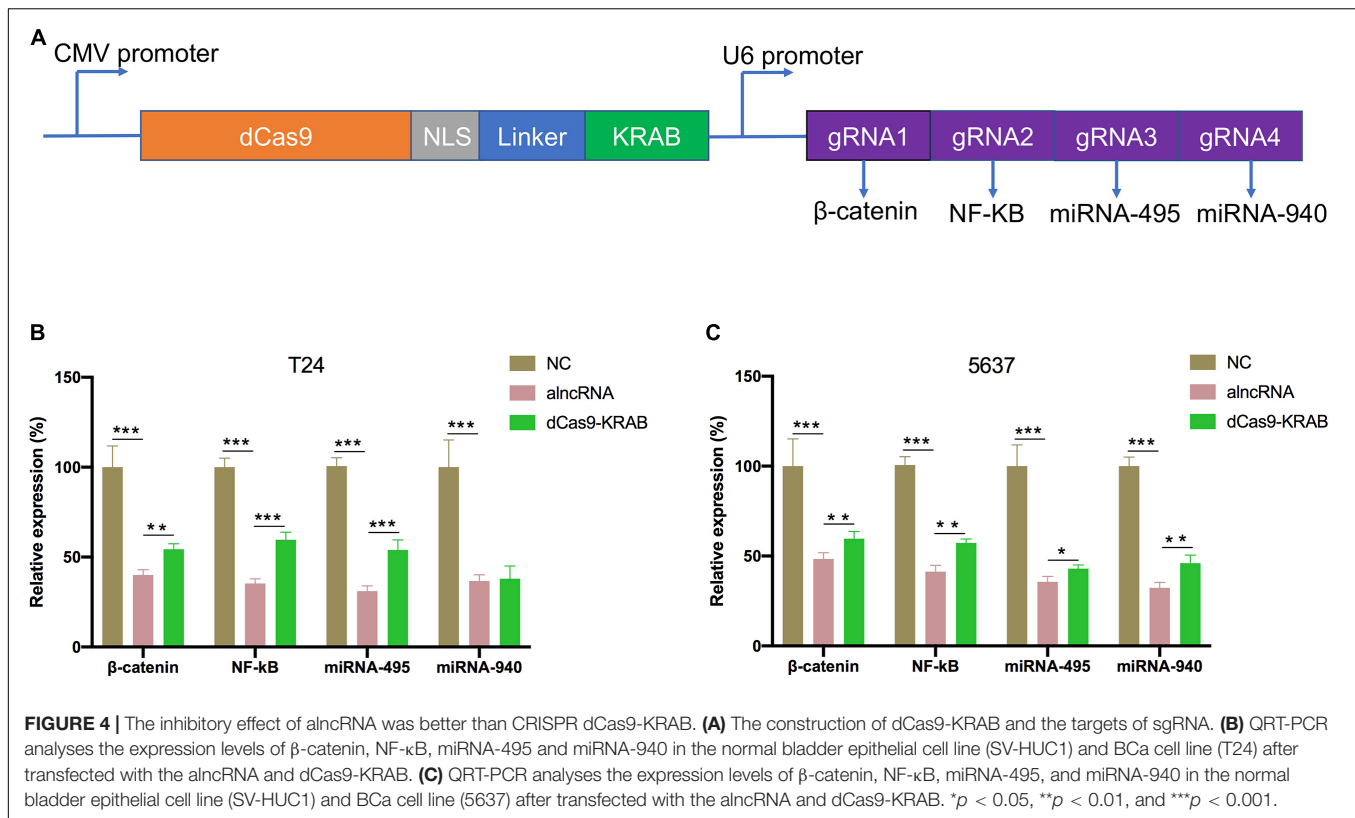 A
CMV promoter
U6 promoter
dCas9 NLS Linker KRAB gRNA1 gRNA2 gRNA3 gRNA4
β-catenin NF-KB miRNA-495 miRNA-940
B
T24
NC
alncRNA
dCas9-KRAB
Relative expression (%)
150
100
50
0
*** *** *** ***
** *** ***
β-catenin NF-kB miRNA-495 miRNA-940
C
5637
NC
alncRNA
dCas9-KRAB
Relative expression (%)
150
100
50
0
*** *** *** ***
** ** * **
β-catenin NF-kB miRNA-495 miRNA-940
FIGURE 4 | The inhibitory effect of alncRNA was better than CRISPR dCas9-KRAB. (A) The construction of dCas9-KRAB and the targets of sgRNA. (B) QRT-PCR
analyses the expression levels of β-catenin, NF-κB, miRNA-495 and miRNA-940 in the normal bladder epithelial cell line (SV-HUC1) and BCa cell line (T24) after
transfected with the alncRNA and dCas9-KRAB. (C) QRT-PCR analyses the expression levels of β-catenin, NF-κB, miRNA-495, and miRNA-940 in the normal
bladder epithelial cell line (SV-HUC1) and BCa cell line (5637) after transfected with the alncRNA and dCas9-KRAB. *p < 0.05, **p < 0.01, and ***p < 0.001.